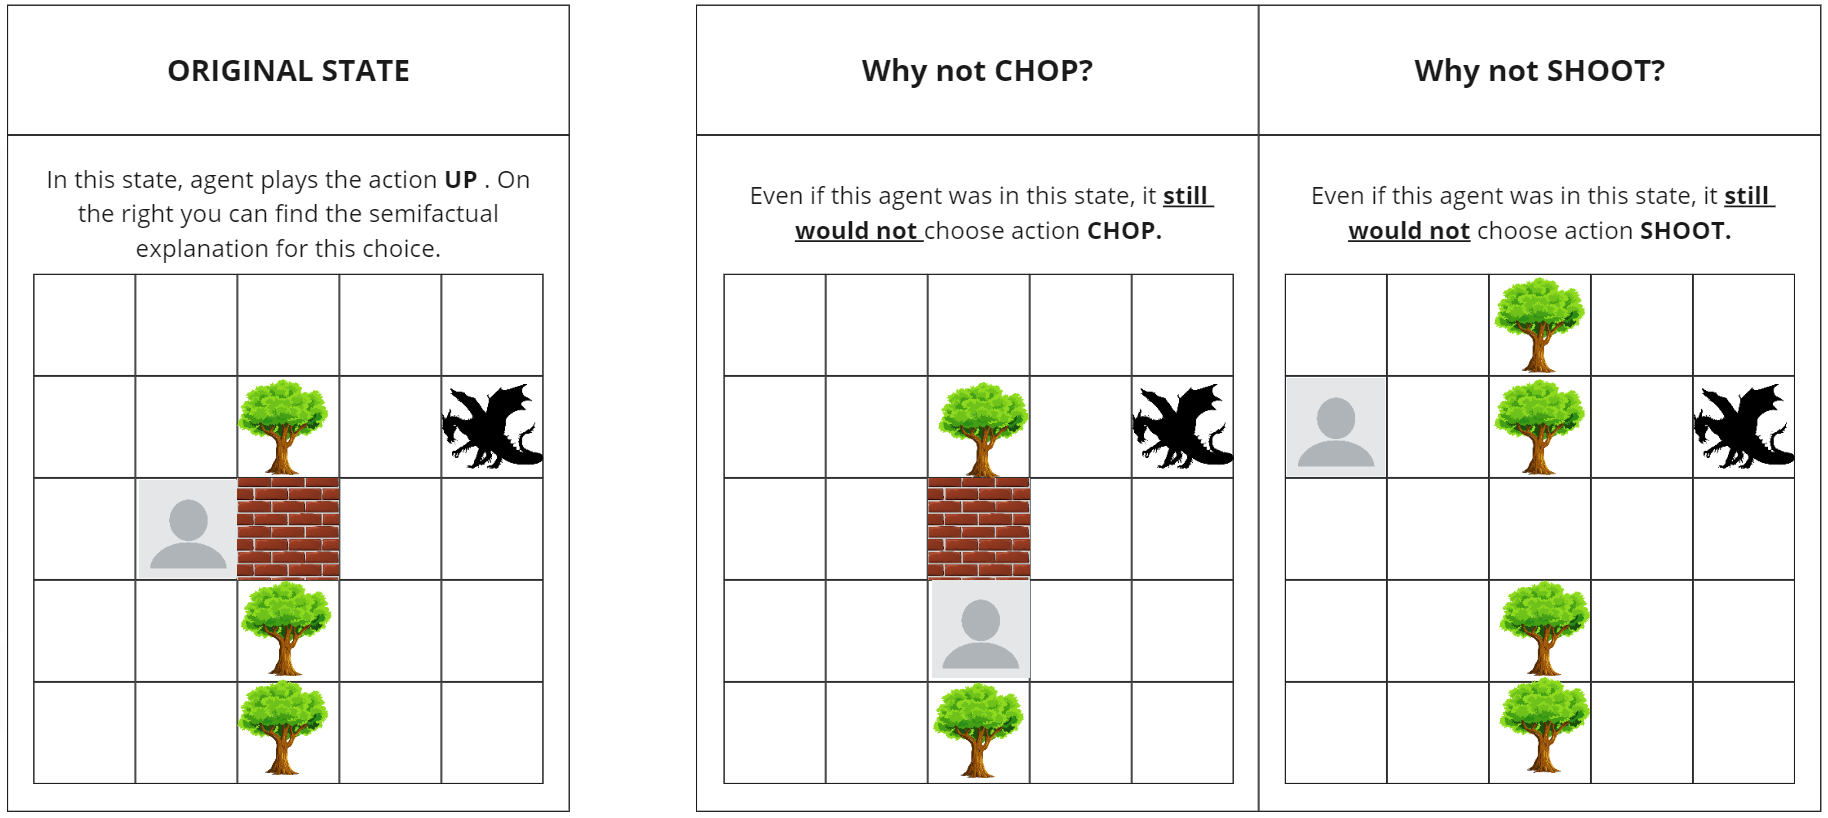 ORIGINAL STATE
In this state, agent plays the action UP . On
the right you can find the semifactual
explanation for this choice.
Why not CHOP?
Even if this agent was in this state, it still
would not choose action CHOP.
Why not SHOOT?
Even if this agent was in this state, it still
would not choose action SHOOT.